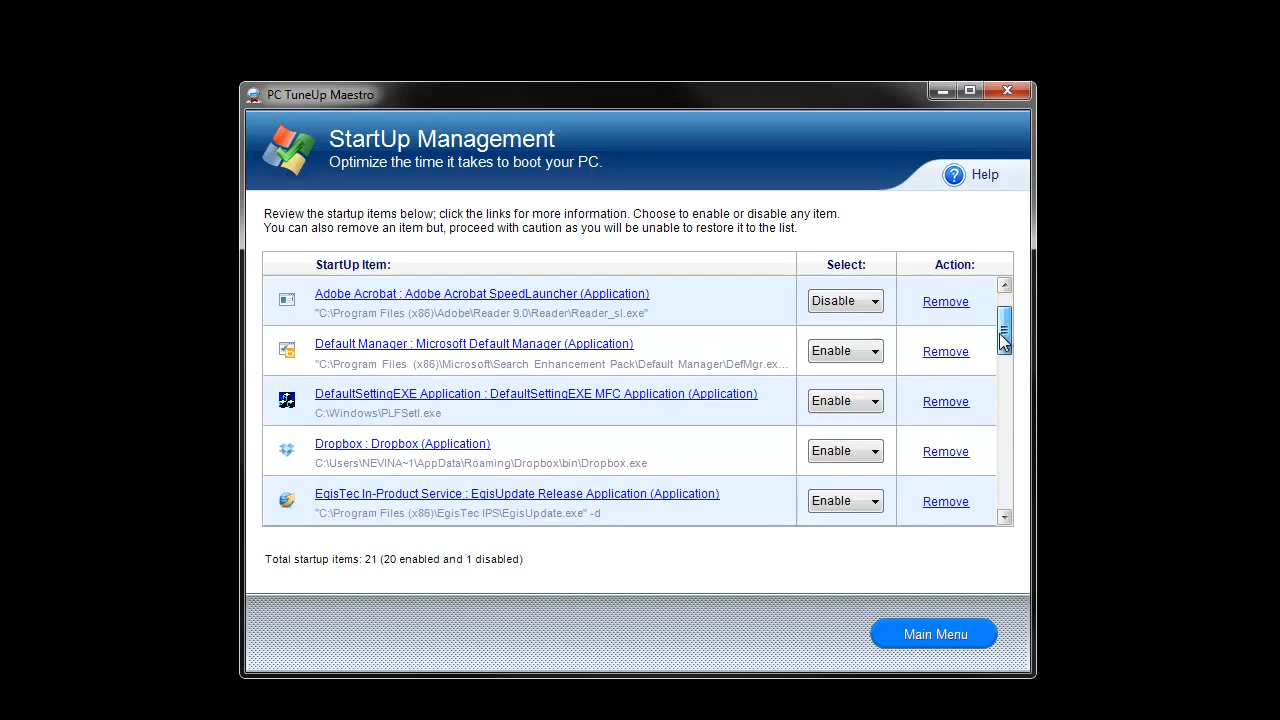 PC TuneUp Maestro
StartUp Management
Optimize the time it takes to boot your PC.
Help
Review the startup items below; click the links for more information. Choose to enable or disable any item.
You can also remove an item but, proceed with caution as you will be unable to restore it to the list.
StartUp Item: Select: Action:
Adobe Acrobat : Adobe Acrobat SpeedLauncher (Application)
"C:\Program Files (x86)\Adobe\Reader 9.0\Reader\Reader_sl.exe"
Disable Remove
Default Manager : Microsoft Default Manager (Application)
"C:\Program Files (x86)\Microsoft\Search Enhancement Pack\Default Manager\DefMgr.ex...
Enable Remove
DefaultSettingEXE Application : DefaultSettingEXE MFC Application (Application)
C:\Windows\PLFSetI.exe
Enable Remove
Dropbox : Dropbox (Application)
C:\Users\NEVINA~1\AppData\Roaming\Dropbox\bin\Dropbox.exe
Enable Remove
EgisTec In-Product Service : EgisUpdate Release Application (Application)
"C:\Program Files (x86)\EgisTec IPS\EgisUpdate.exe" -d
Enable Remove
Total startup items: 21 (20 enabled and 1 disabled)
Main Menu